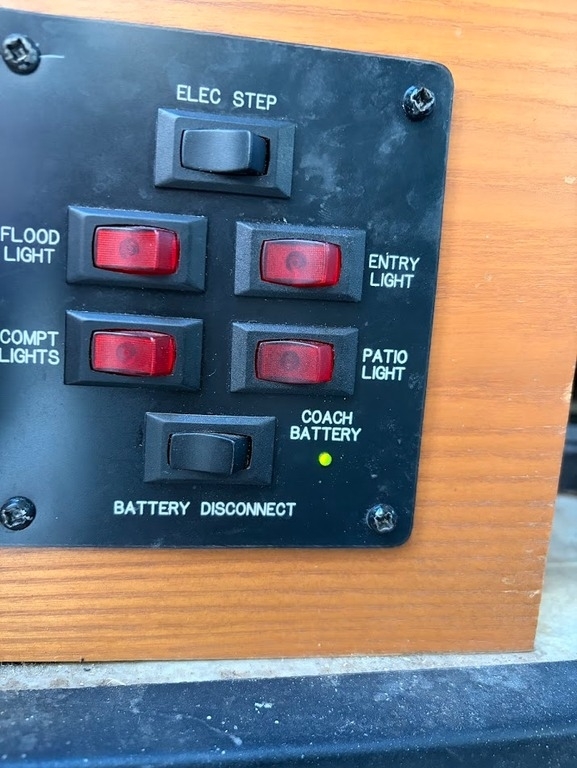 ELEC STEP
FLOOD
LIGHT
ENTRY
LIGHT
COMPT
LIGHTS
PATIO
LIGHT
COACH
BATTERY
BATTERY DISCONNECT